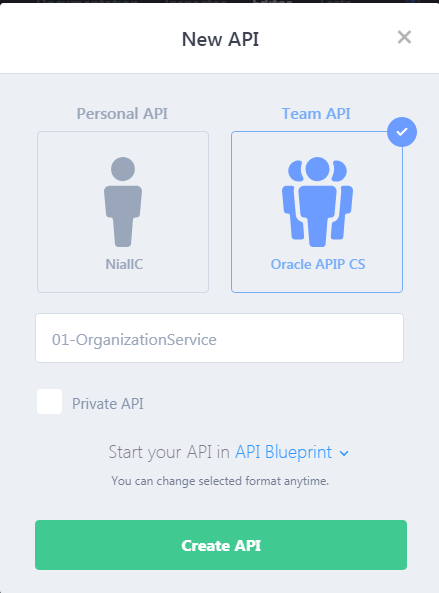 New API
Personal API
Team API
NiallC
Oracle APIP CS
01-OrganizationService
Private API
Start your API in API Blueprint
You can change selected format anytime.
Create API